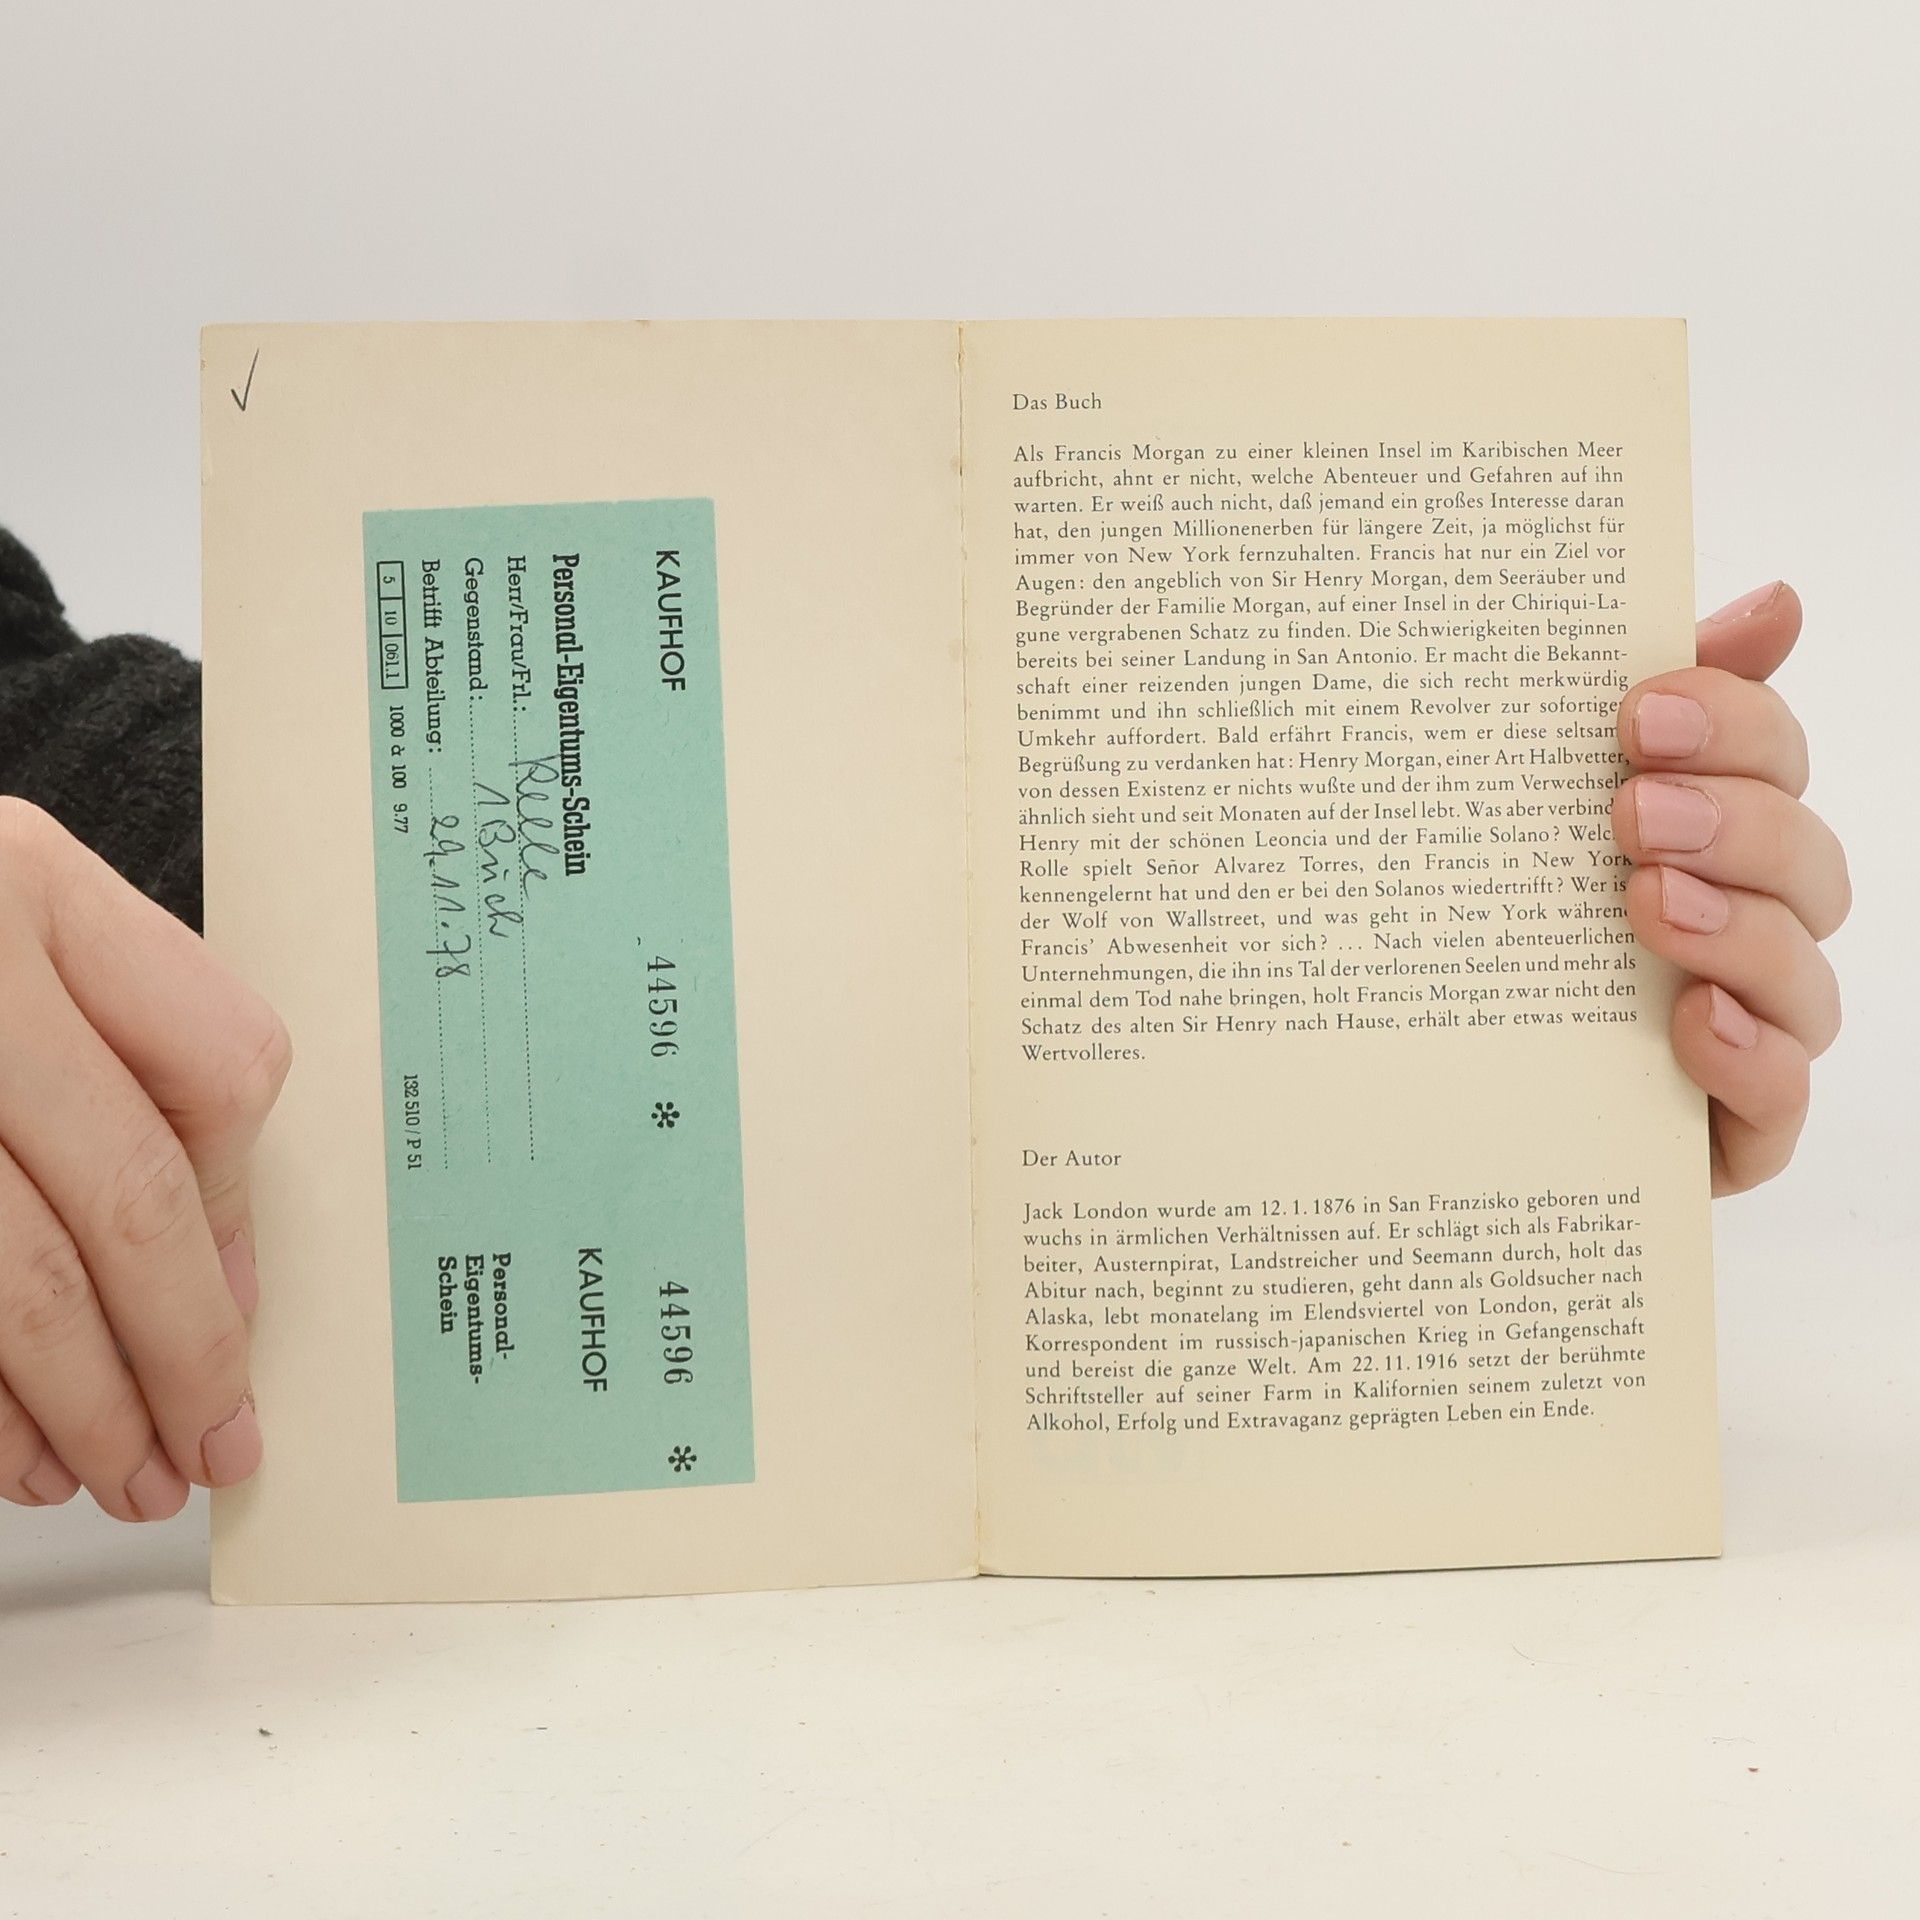 KAUFHOF
44596 *
Personal-Eigentums-Schein
Herr/Frau/Frl.: Relle
Gegenstand: 1 Buch
Betrifft Abteilung: 29.11.78
5 10 061.1 1000 à 100 9.77 132 510 / P 51
44596 *
KAUFHOF
Personal-
Eigentums-
Schein
Das Buch
Als Francis Morgan zu einer kleinen Insel im Karibischen Meer
aufbricht, ahnt er nicht, welche Abenteuer und Gefahren auf ihn
warten. Er weiß auch nicht, daß jemand ein großes Interesse daran
hat, den jungen Millionenerben für längere Zeit, ja möglichst für
immer von New York fernzuhalten. Francis hat nur ein Ziel vor
Augen: den angeblich von Sir Henry Morgan, dem Seeräuber und
Begründer der Familie Morgan, auf einer Insel in der Chiriqui-La-
gune vergrabenen Schatz zu finden. Die Schwierigkeiten beginnen
bereits bei seiner Landung in San Antonio. Er macht die Bekannt-
schaft einer reizenden jungen Dame, die sich recht merkwürdig
benimmt und ihn schließlich mit einem Revolver zur sofortigen
Umkehr auffordert. Bald erfährt Francis, wem er diese seltsame
Begrüßung zu verdanken hat: Henry Morgan, einer Art Halbvetter,
von dessen Existenz er nichts wußte und der ihm zum Verwechseln
ähnlich sieht und seit Monaten auf der Insel lebt. Was aber verbindet
Henry mit der schönen Leoncia und der Familie Solano? Welche
Rolle spielt Señor Alvarez Torres, den Francis in New York
kennengelernt hat und den er bei den Solanos wiedertrifft? Wer ist
der Wolf von Wallstreet, und was geht in New York während
Francis' Abwesenheit vor sich? ... Nach vielen abenteuerlichen
Unternehmungen, die ihn ins Tal der verlorenen Seelen und mehr als
einmal dem Tod nahe bringen, holt Francis Morgan zwar nicht den
Schatz des alten Sir Henry nach Hause, erhält aber etwas weitaus
Wertvolleres.
Der Autor
Jack London wurde am 12. 1. 1876 in San Franzisko geboren und
wuchs in ärmlichen Verhältnissen auf. Er schlägt sich als Fabrikar-
beiter, Austernpirat, Landstreicher und Seemann durch, holt das
Abitur nach, beginnt zu studieren, geht dann als Goldsucher nach
Alaska, lebt monatelang im Elendsviertel von London, gerät als
Korrespondent im russisch-japanischen Krieg in Gefangenschaft
und bereist die ganze Welt. Am 22. 11. 1916 setzt der berühmte
Schriftsteller auf seiner Farm in Kalifornien seinem zuletzt von
Alkohol, Erfolg und Extravaganz geprägten Leben ein Ende.